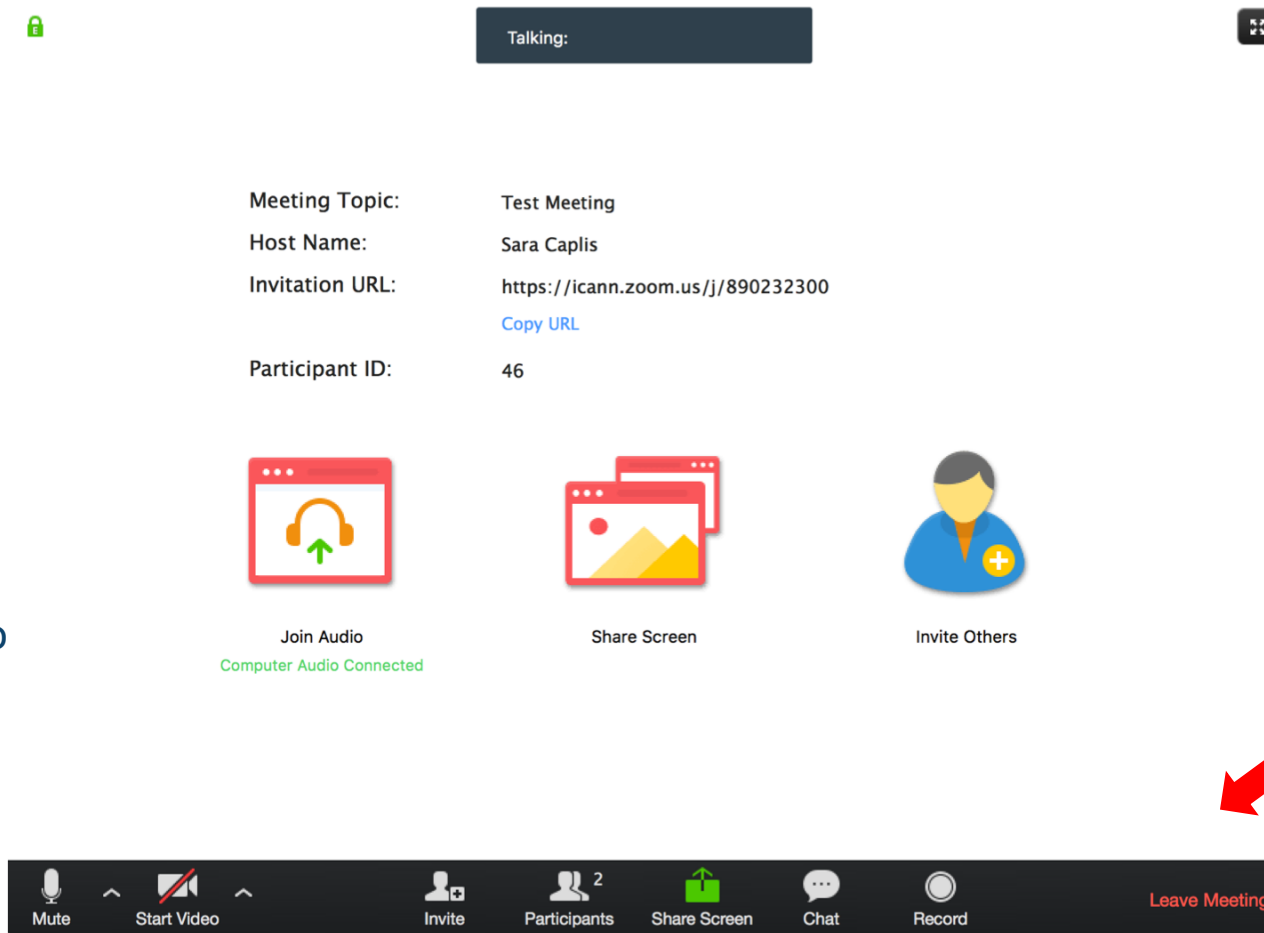 E
Talking:
Meeting Topic: Test Meeting
Host Name: Sara Caplis
Invitation URL: https://icann.zoom.us/j/890232300
Copy URL
Participant ID: 46
Join Audio Share Screen Invite Others
Computer Audio Connected
2
Mute Start Video Invite Participants Share Screen Chat Record Leave Meeting